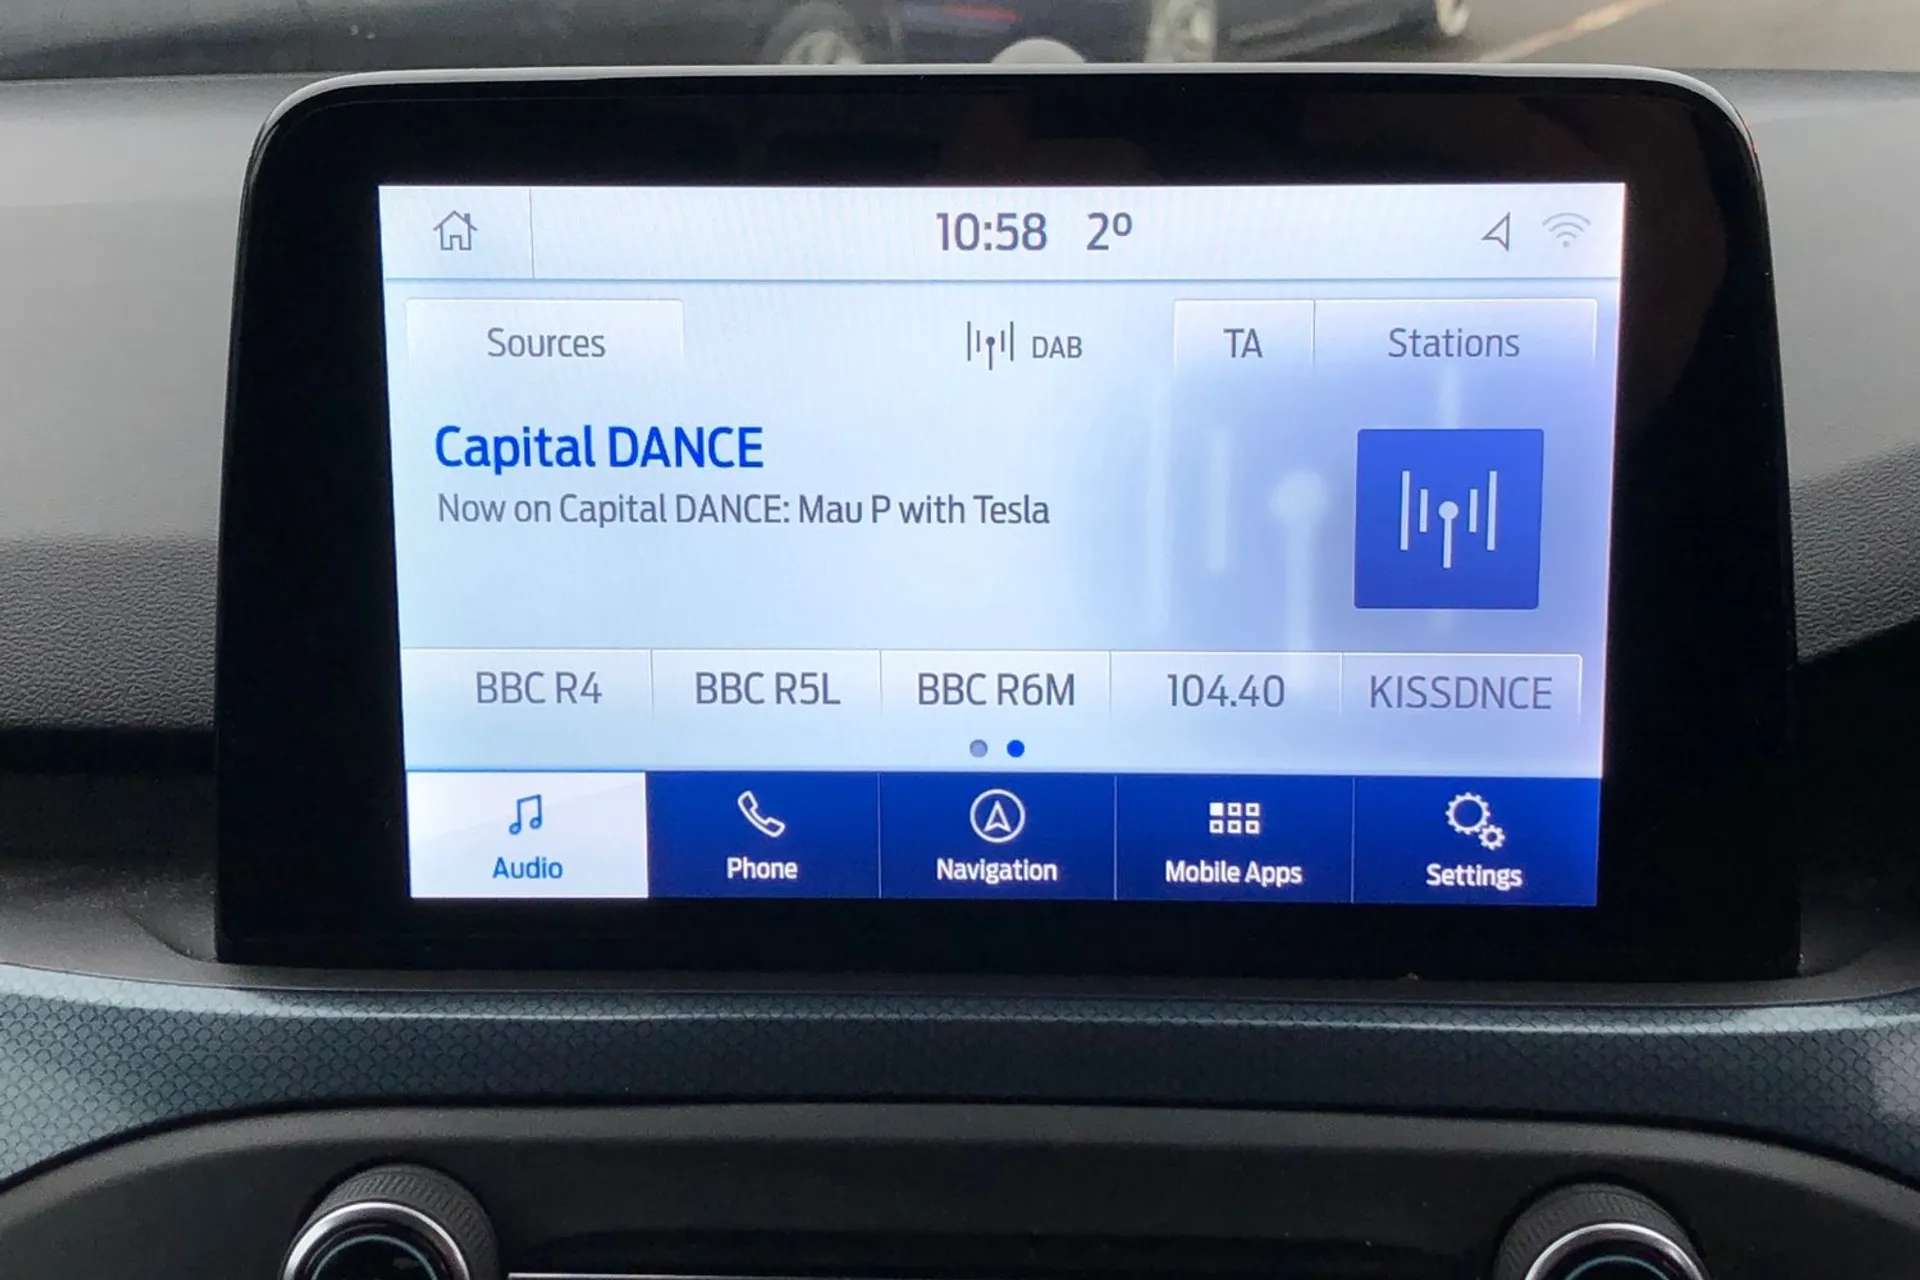 10:58 2º
Sources
DAB
TA
Stations
Capital DANCE
Now on Capital DANCE: Mau P with Tesla
BBC R4
BBC R5L
BBC R6M
104.40
KISSDNCE
Audio
Phone
Navigation
Mobile Apps
Settings